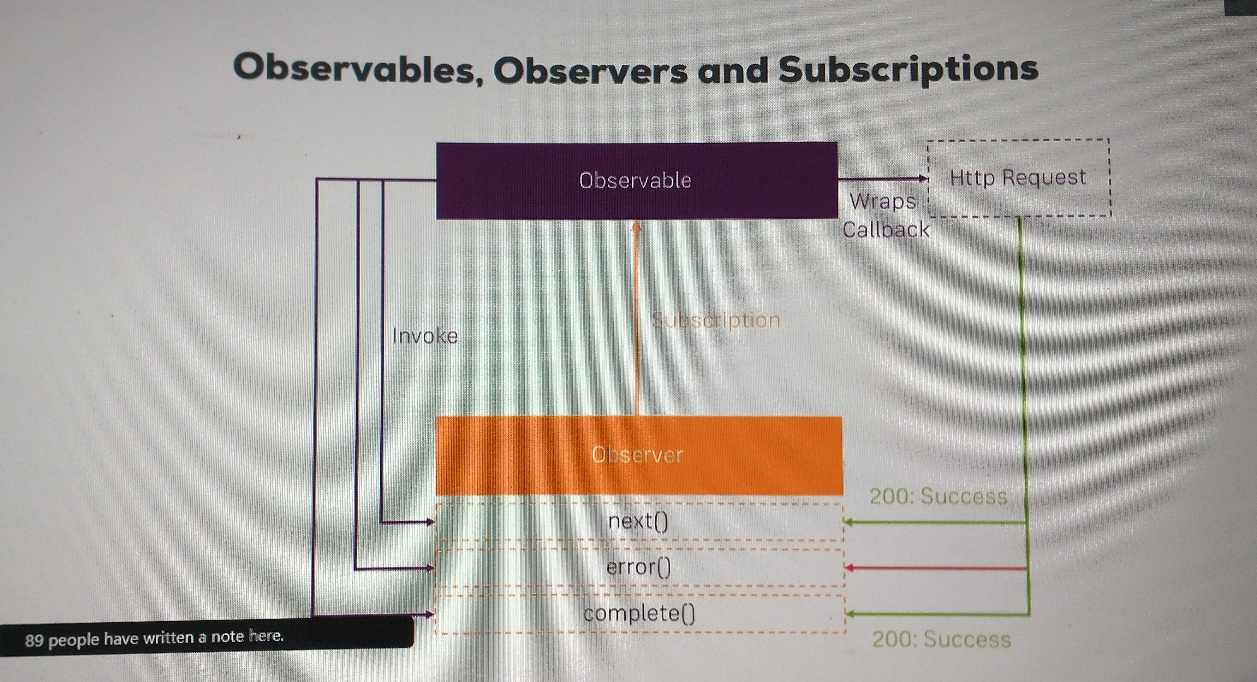 Observables, Observers and Subscriptions
Observable
Http Request
Wraps
Callback
Invoke
Subscription
Observer
200: Success
next()
error()
complete()
89 people have written a note here.
200: Success